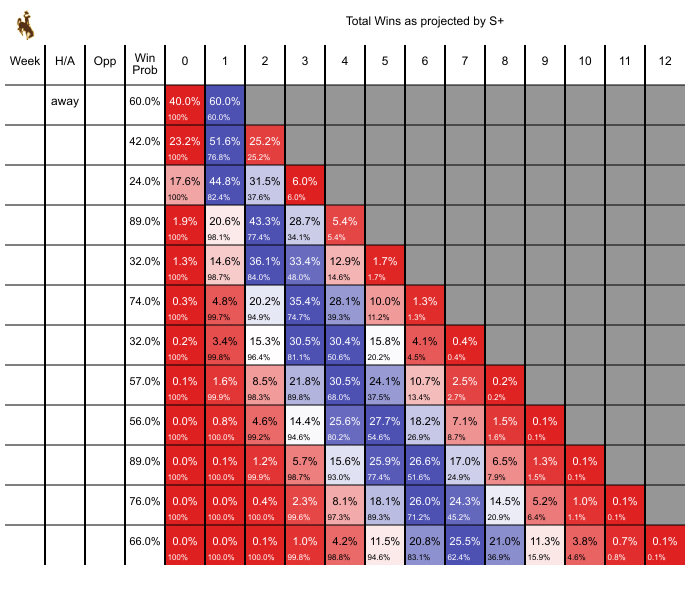 Total Wins as projected by S+
Week H/A Opp Win Prob 0 1 2 3 4 5 6 7 8 9 10 11 12
away 60.0% 40.0% 60.0%
100% 60.0%
42.0% 23.2% 51.6% 25.2%
100% 76.8% 25.2%
24.0% 17.6% 44.8% 31.5% 6.0%
100% 82.4% 37.6% 6.0%
89.0% 1.9% 20.6% 43.3% 28.7% 5.4%
100% 98.1% 77.4% 34.1% 5.4%
32.0% 1.3% 14.6% 36.1% 33.4% 12.9% 1.7%
100% 98.7% 84.0% 48.0% 14.6% 1.7%
74.0% 0.3% 4.8% 20.2% 35.4% 28.1% 10.0% 1.3%
100% 99.7% 94.9% 74.7% 39.3% 11.2% 1.3%
32.0% 0.2% 3.4% 15.3% 30.5% 30.4% 15.8% 4.1% 0.4%
100% 99.8% 96.4% 81.1% 50.6% 20.2% 4.5% 0.4%
57.0% 0.1% 1.6% 8.5% 21.8% 30.5% 24.1% 10.7% 2.5% 0.2%
100% 99.9% 98.3% 89.8% 68.0% 37.5% 13.4% 2.7% 0.2%
56.0% 0.0% 0.8% 4.6% 14.4% 25.6% 27.7% 18.2% 7.1% 1.5% 0.1%
100% 100.0% 99.2% 94.6% 80.2% 54.6% 26.9% 8.7% 1.6% 0.1%
89.0% 0.0% 0.1% 1.2% 5.7% 15.6% 25.9% 26.6% 17.0% 6.5% 1.3% 0.1%
100% 100.0% 99.9% 98.7% 93.0% 77.4% 51.6% 24.9% 7.9% 1.5% 0.1%
76.0% 0.0% 0.0% 0.4% 2.3% 8.1% 18.1% 26.0% 24.3% 14.5% 5.2% 1.0% 0.1%
100% 100.0% 100.0% 99.6% 97.3% 89.3% 71.2% 45.2% 20.9% 6.4% 1.1% 0.1%
66.0% 0.0% 0.0% 0.1% 1.0% 4.2% 11.5% 20.8% 25.5% 21.0% 11.3% 3.8% 0.7% 0.1%
100% 100.0% 100.0% 99.8% 98.8% 94.6% 83.1% 62.4% 36.9% 15.9% 4.6% 0.8% 0.1%